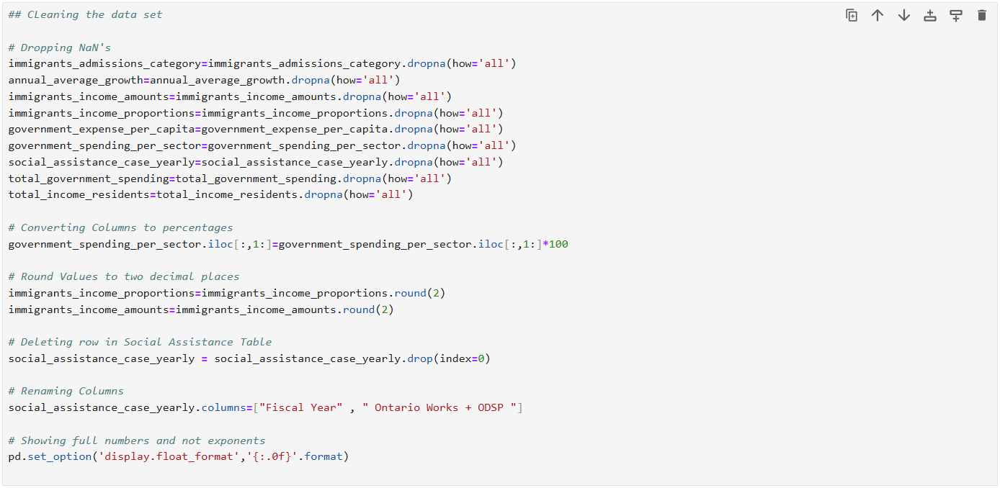 ## CLeaning the data set
# Dropping NaN's
immigrants_admissions_category=immigrants_admissions_category.dropna(how='all')
annual_average_growth=annual_average_growth.dropna(how='all')
immigrants_income_amounts=immigrants_income_amounts.dropna(how='all')
immigrants_income_proportions=immigrants_income_proportions.dropna(how='all')
government_expense_per_capita=government_expense_per_capita.dropna(how='all')
government_spending_per_sector=government_spending_per_sector.dropna(how='all')
social_assistance_case_yearly=social_assistance_case_yearly.dropna(how='all')
total_government_spending=total_government_spending.dropna(how='all')
total_income_residents=total_income_residents.dropna(how='all')
# Converting Columns to percentages
government_spending_per_sector.iloc[:,1:]=government_spending_per_sector.iloc[:,1:]*100
# Round Values to two decimal places
immigrants_income_proportions=immigrants_income_proportions.round(2)
immigrants_income_amounts=immigrants_income_amounts.round(2)
# Deleting row in Social Assistance Table
social_assistance_case_yearly = social_assistance_case_yearly.drop(index=0)
# Renaming Columns
social_assistance_case_yearly.columns=["Fiscal Year" , " Ontario Works + ODSP "]
# Showing full numbers and not exponents
pd.set_option('display.float_format','{:.0f}'.format)